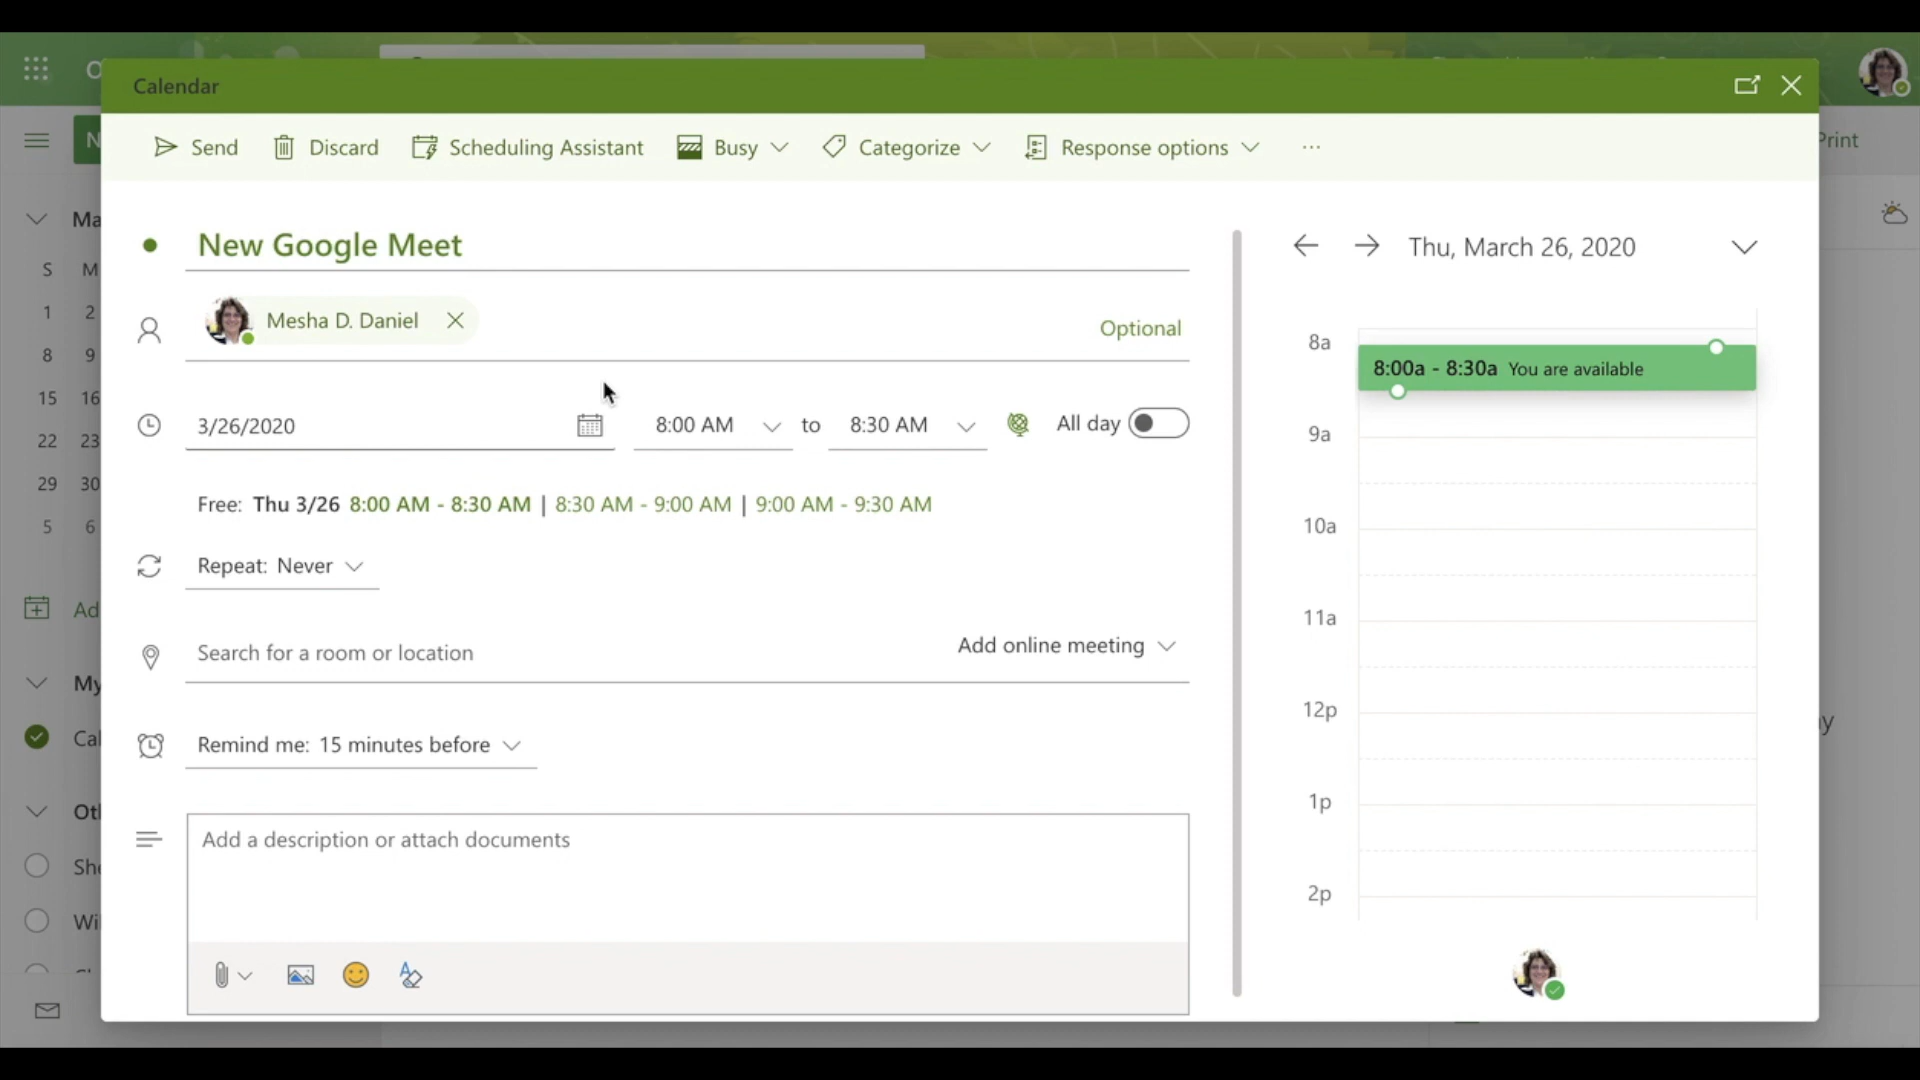 Calendar
Send Discard Scheduling Assistant Busy Categorize Response options ...
Print
New Google Meet
Mesha D. Daniel
Optional
3/26/2020 8:00 AM to 8:30 AM All day
Free: Thu 3/26 8:00 AM - 8:30 AM | 8:30 AM - 9:00 AM | 9:00 AM - 9:30 AM
Repeat: Never
Search for a room or location Add online meeting
Remind me: 15 minutes before
Add a description or attach documents
Thu, March 26, 2020
8a
8:00a - 8:30a You are available
9a
10a
11a
12p
1p
2p
S M
1 2
8 9
15 16
22 23
29 30
5 6
My